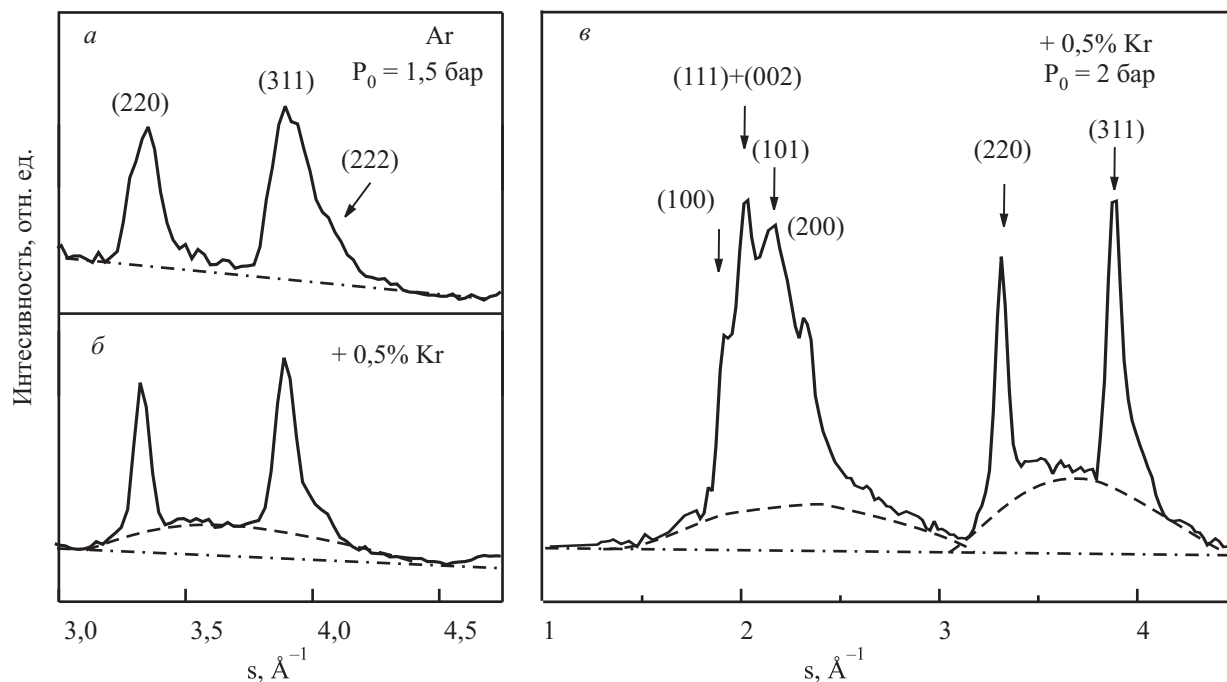 Интесивность, отн. ед.
а
Ar
P₀ = 1,5 бар
(220)
(311)
(222)
б
+ 0,5% Kr
3,0 3,5 4,0 4,5
s, Å⁻¹
в
+ 0,5% Kr
P₀ = 2 бар
(111)+(002)
(101)
(100)
(200)
(220)
(311)
1 2 3 4
s, Å⁻¹